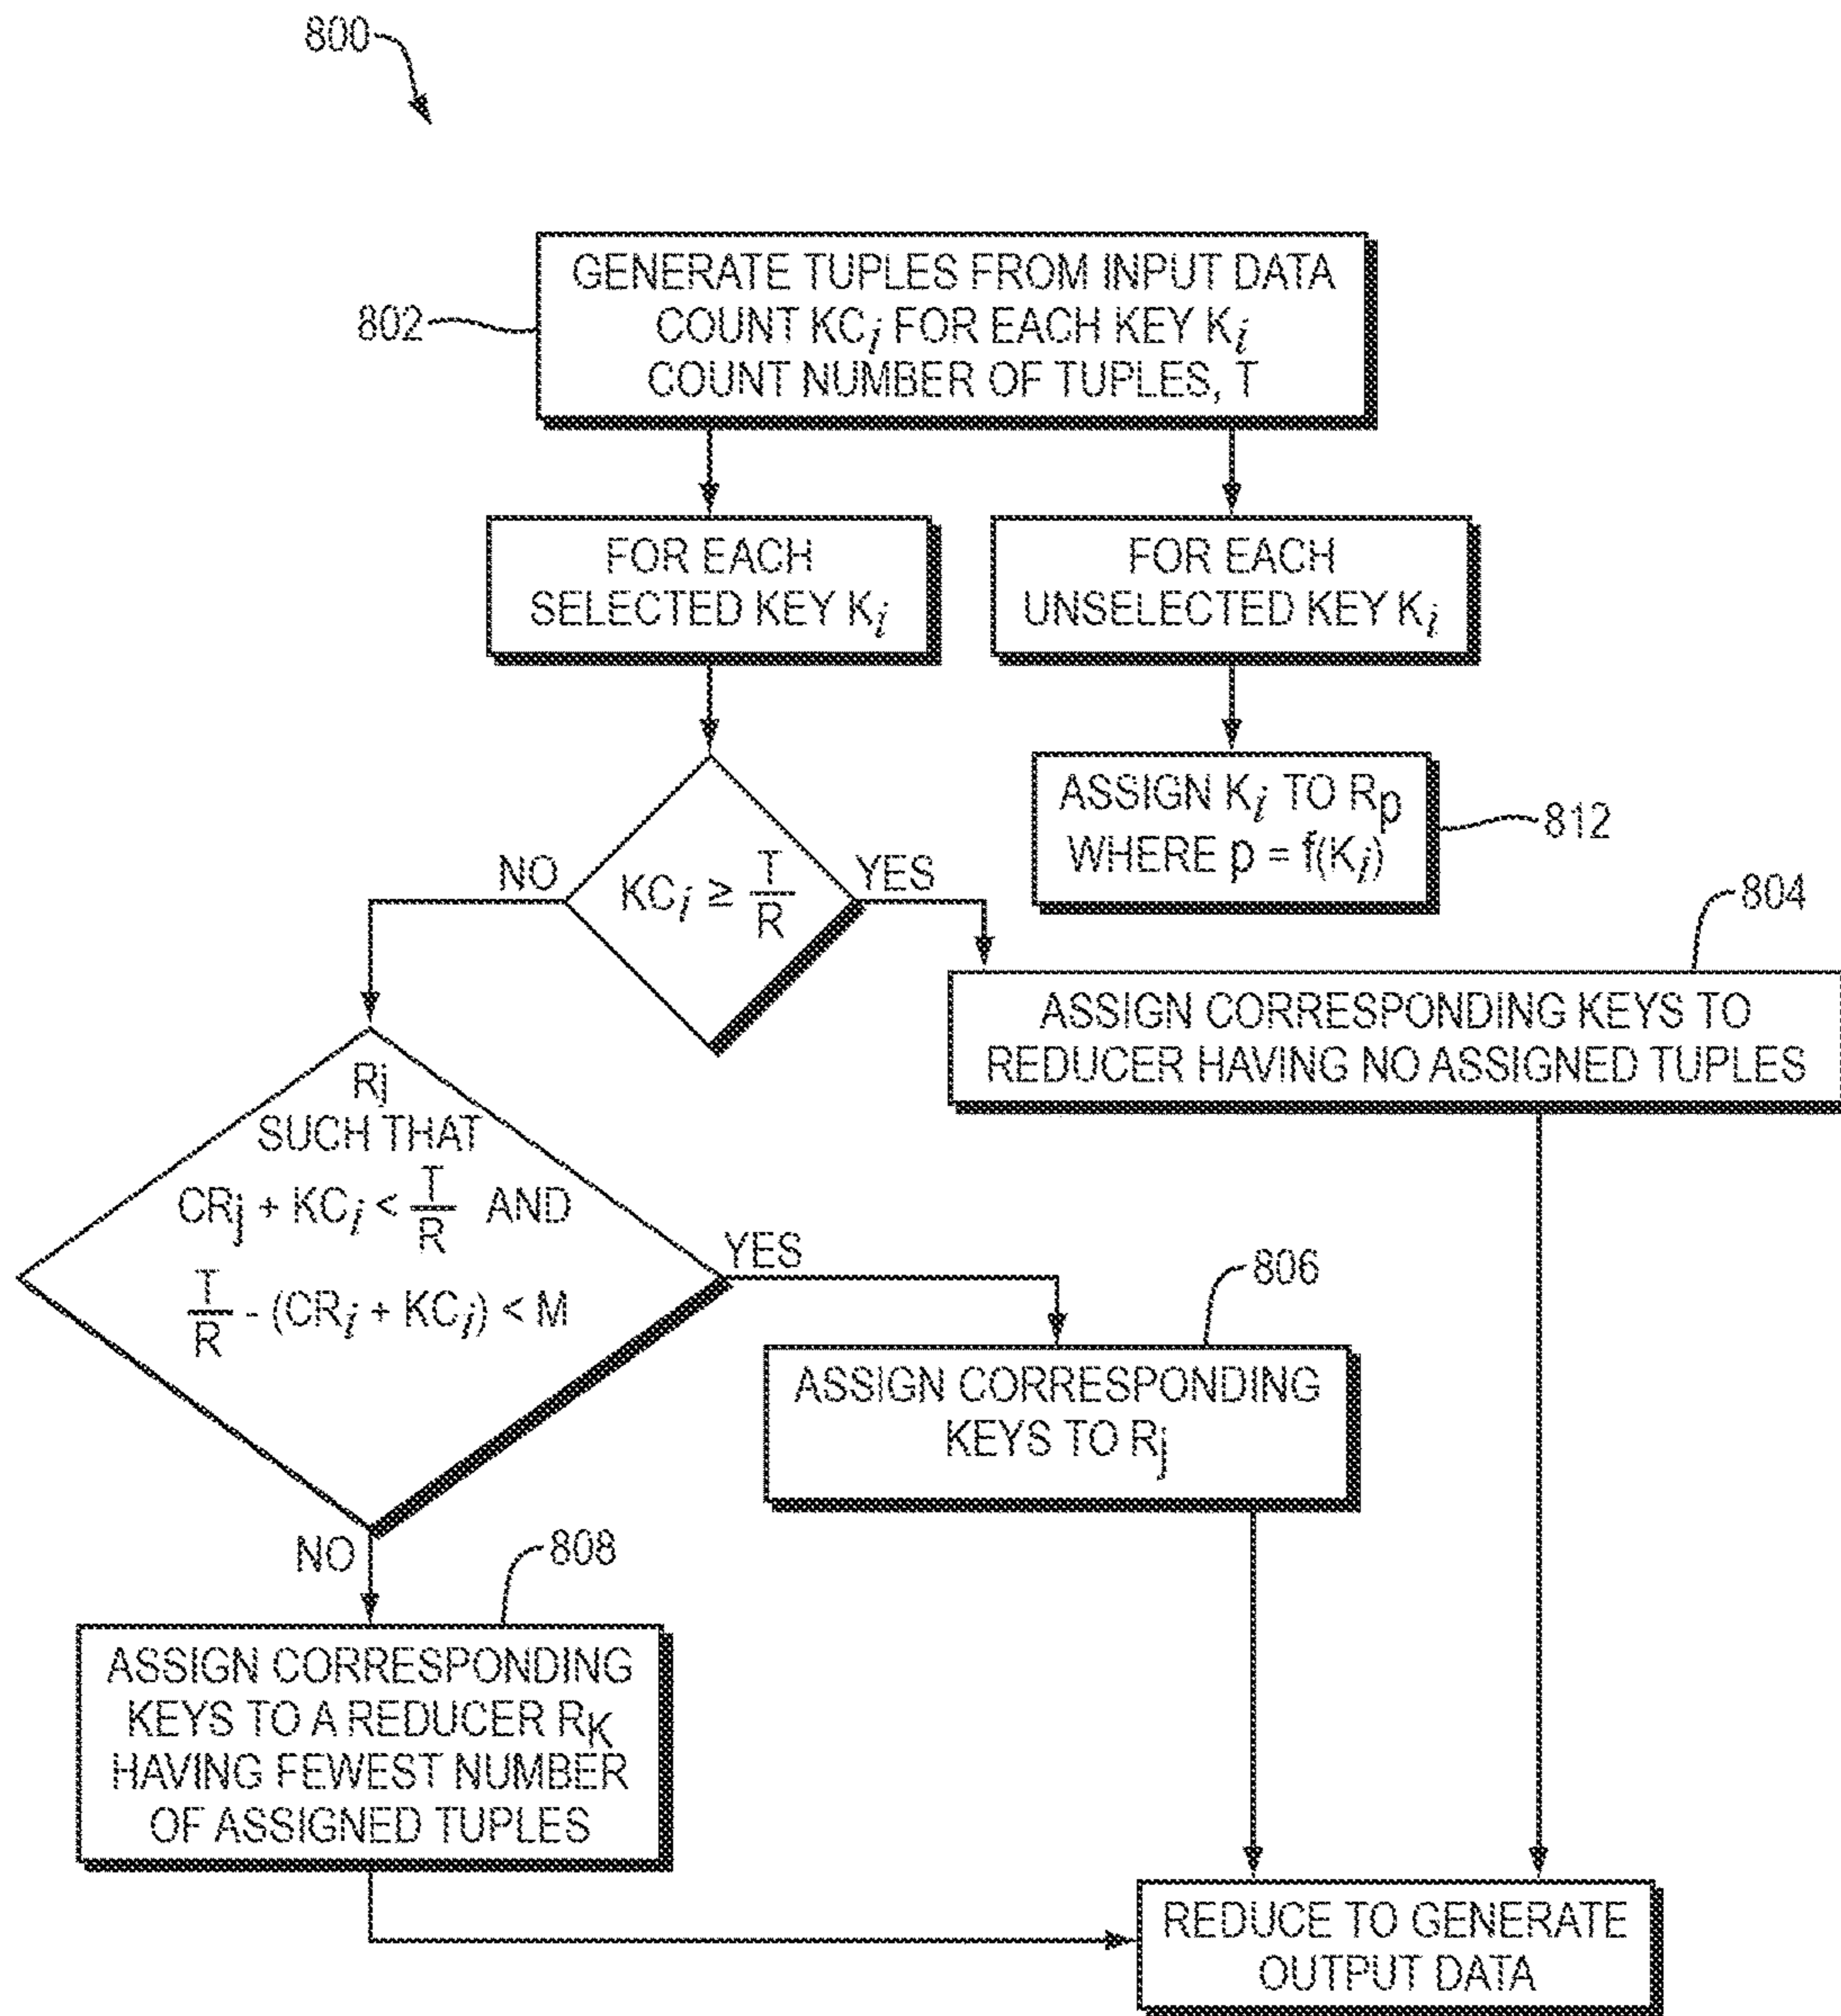 800
GENERATE TUPLES FROM INPUT DATA
802
COUNT KCi FOR EACH KEY Ki
COUNT NUMBER OF TUPLES, T
FOR EACH
SELECTED KEY Ki
FOR EACH
UNSELECTED KEY Ki
ASSIGN Ki TO Rp
WHERE p = f(Ki)
812
NO
KCi ≥ T/R
YES
804
ASSIGN CORRESPONDING KEYS TO
REDUCER HAVING NO ASSIGNED TUPLES
Rj
SUCH THAT
CRj + KCi < T/R AND
T/R - (CRi + KCi) < M
YES
806
ASSIGN CORRESPONDING
KEYS TO Rj
NO
808
ASSIGN CORRESPONDING
KEYS TO A REDUCER RK
HAVING FEWEST NUMBER
OF ASSIGNED TUPLES
REDUCE TO GENERATE
OUTPUT DATA